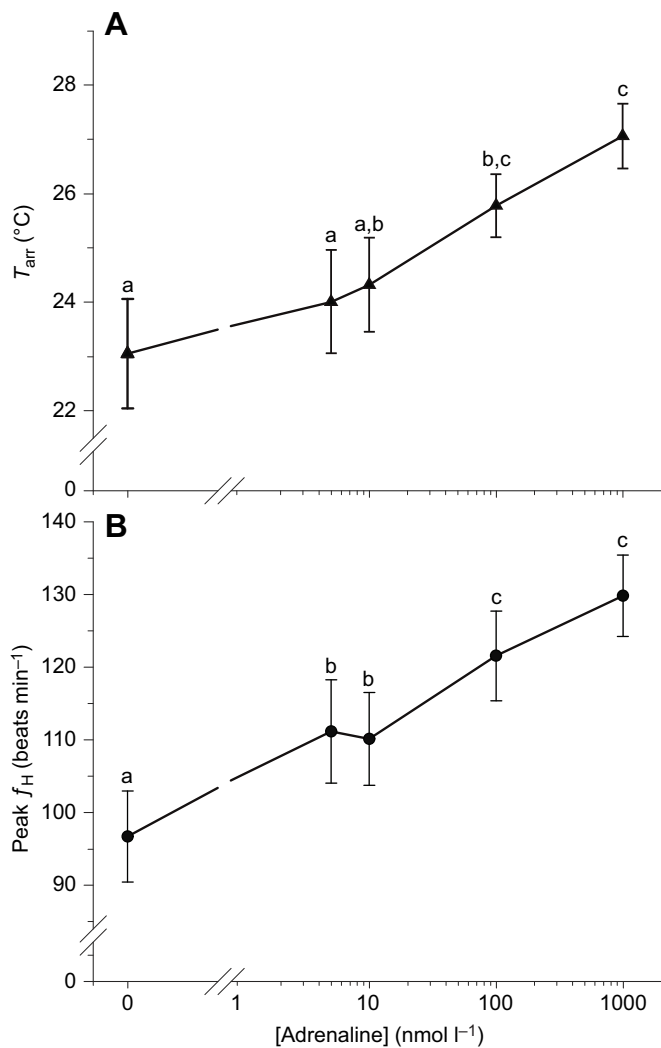 A
28
26
24
22
0
T_arr (°C)
a
a
a,b
b,c
c
B
140
130
120
110
100
90
0
Peak f_H (beats min⁻¹)
a
b
b
c
c
0 1 10 100 1000
[Adrenaline] (nmol l⁻¹)